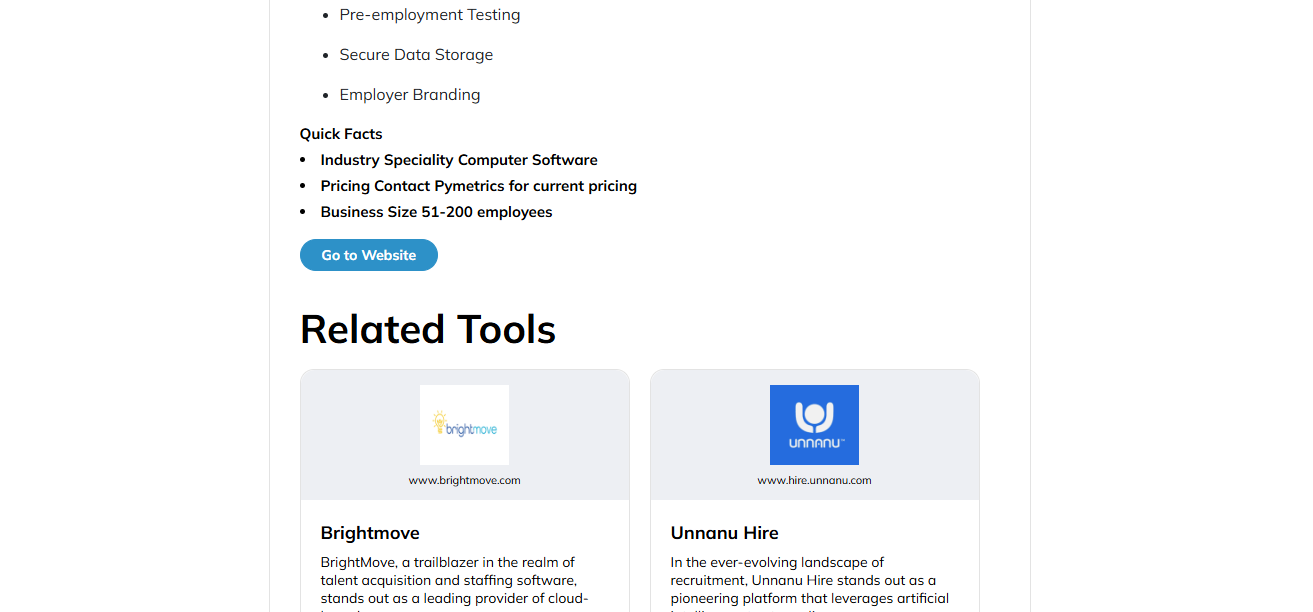 Pre-employment Testing
Secure Data Storage
Employer Branding
Quick Facts
Industry Speciality Computer Software
Pricing Contact Pymetrics for current pricing
Business Size 51-200 employees
Go to Website
Related Tools
brightmove
www.brightmove.com
Brightmove
BrightMove, a trailblazer in the realm of
talent acquisition and staffing software,
stands out as a leading provider of cloud-
UNNANU™
www.hire.unnanu.com
Unnanu Hire
In the ever-evolving landscape of
recruitment, Unnanu Hire stands out as a
pioneering platform that leverages artificial